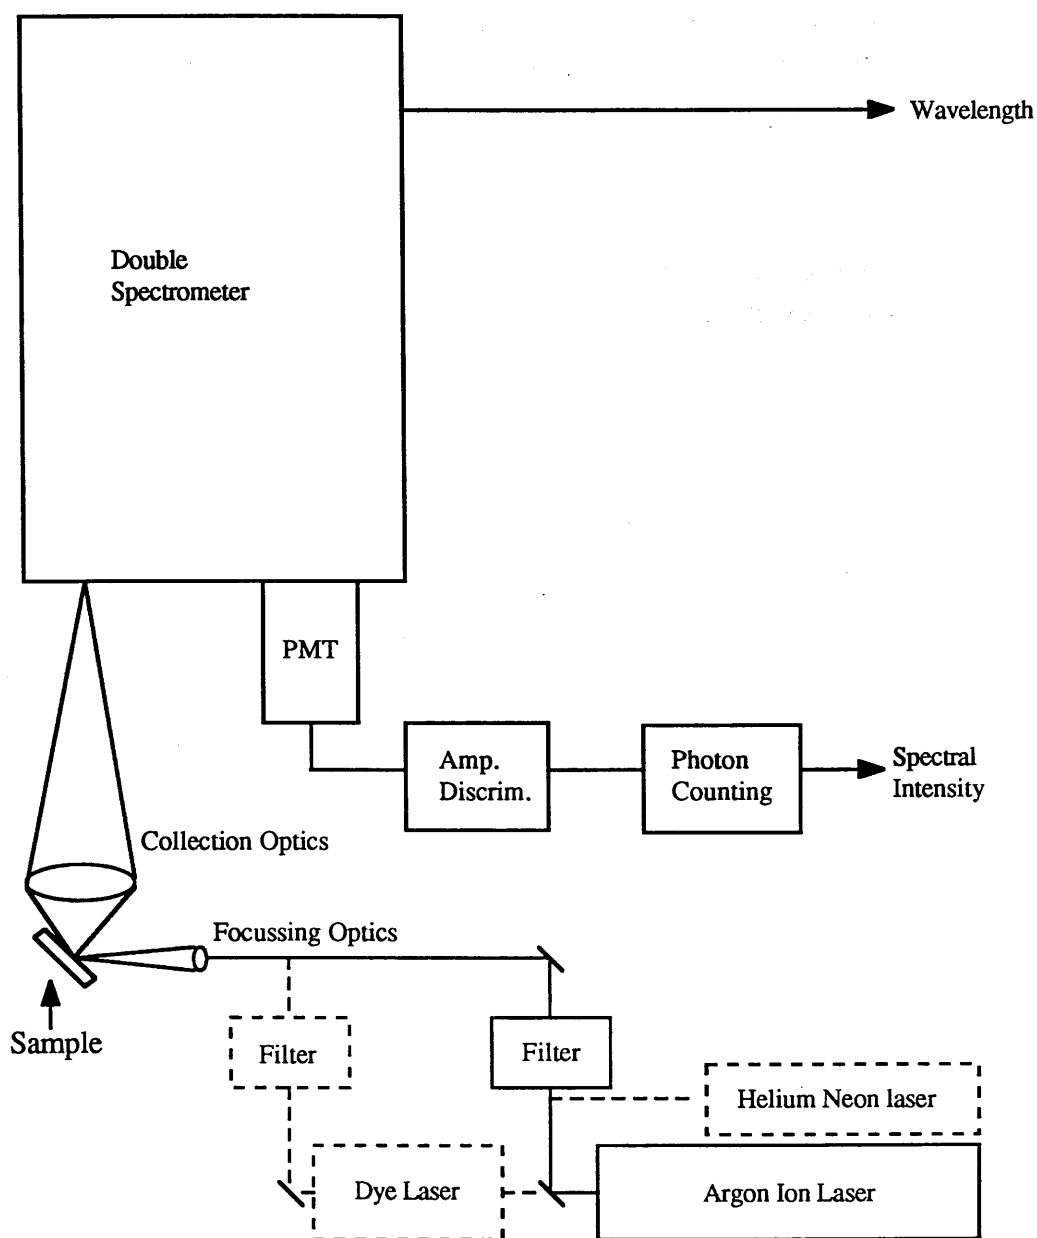 Wavelength
Double
Spectrometer
PMT
Amp.
Discrim.
Photon
Counting
Spectral
Intensity
Collection Optics
Focussing Optics
Sample
Filter
Filter
Helium Neon laser
Dye Laser
Argon Ion Laser